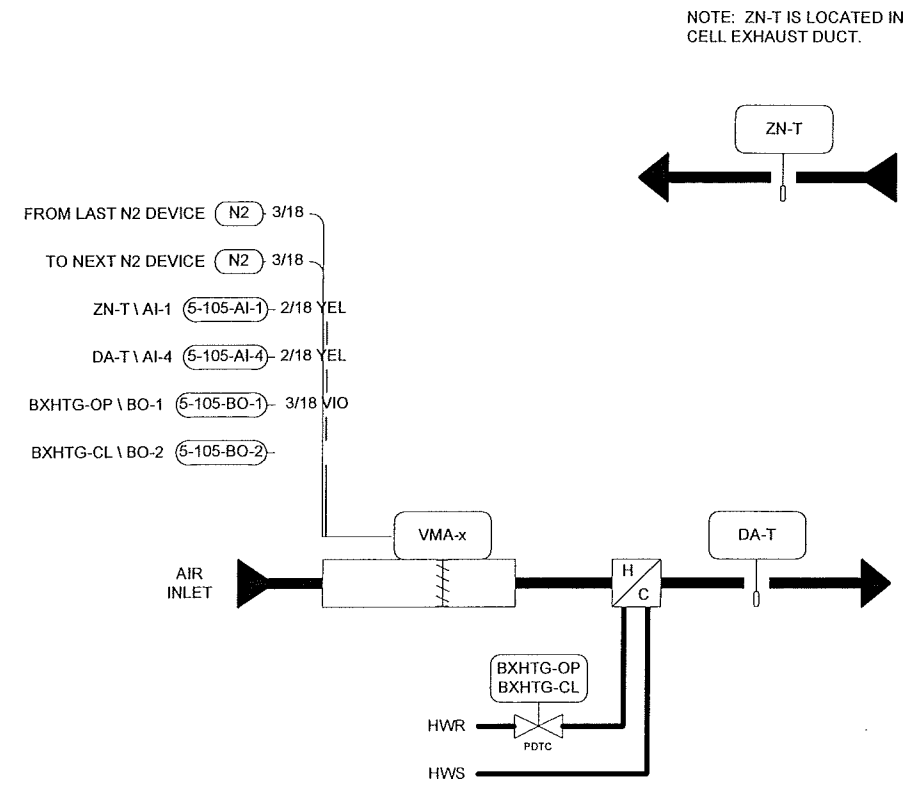 NOTE: ZN-T IS LOCATED IN
CELL EXHAUST DUCT.
ZN-T
FROM LAST N2 DEVICE N2 3/18
TO NEXT N2 DEVICE N2 3/18
ZN-T \ AI-1 5-105-AI-1 2/18 YEL
DA-T \ AI-4 5-105-AI-4 2/18 YEL
BXHTG-OP \ BO-1 5-105-BO-1 3/18 VIO
BXHTG-CL \ BO-2 5-105-BO-2
VMA-x
DA-T
AIR
INLET
H
C
BXHTG-OP
BXHTG-CL
HWR
PDTC
HWS